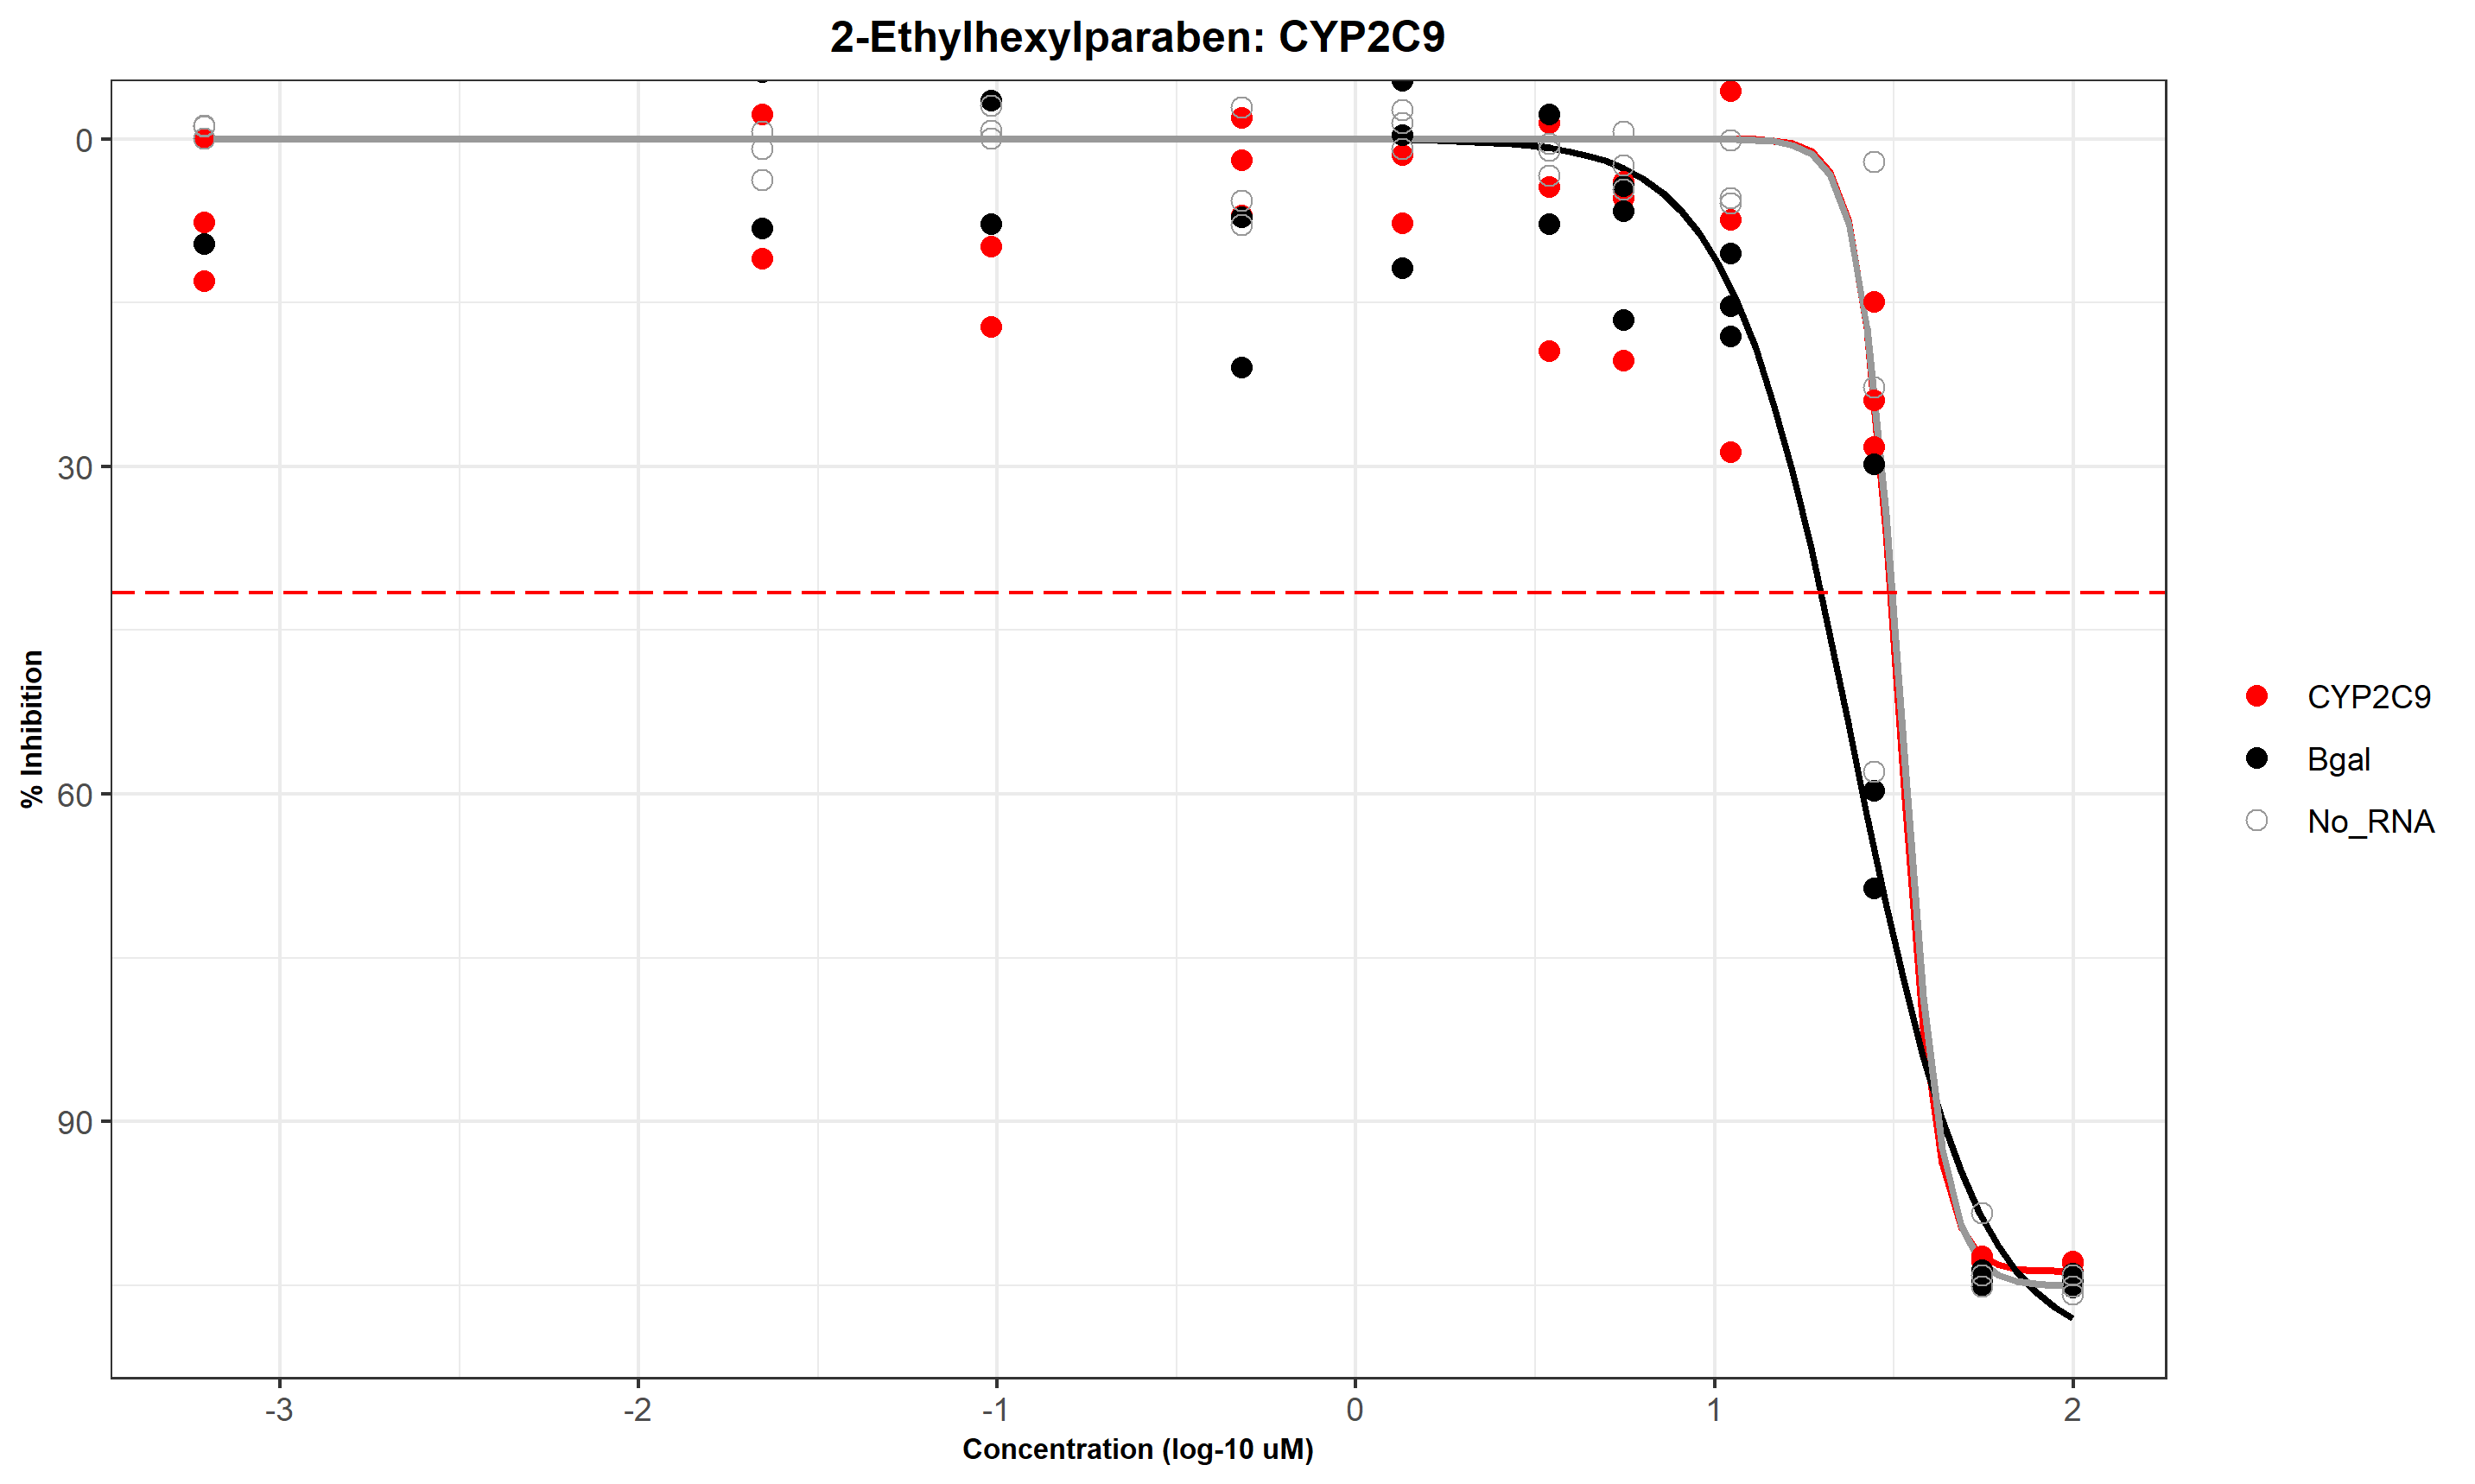 2-Ethylhexylparaben: CYP2C9
0
30
60
90
% Inhibition
-3
-2
-1
0
1
2
Concentration (log-10 uM)
CYP2C9
Bgal
No_RNA